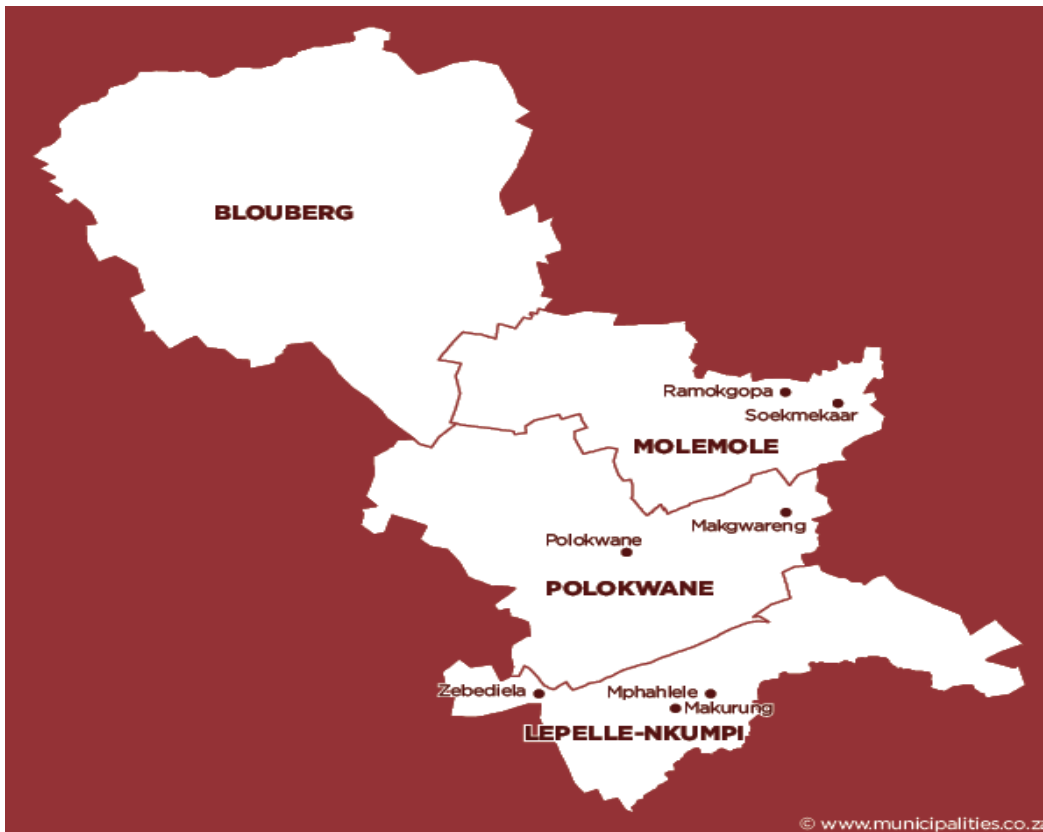 BLOUBERG
Ramokgopa
Soekmekaar
MOLEMOLE
Makgwareng
Polokwane
POLOKWANE
Zebediela
Mphahlele
Makurung
LEPELLE-NKUMPI
© www.municipalities.co.za